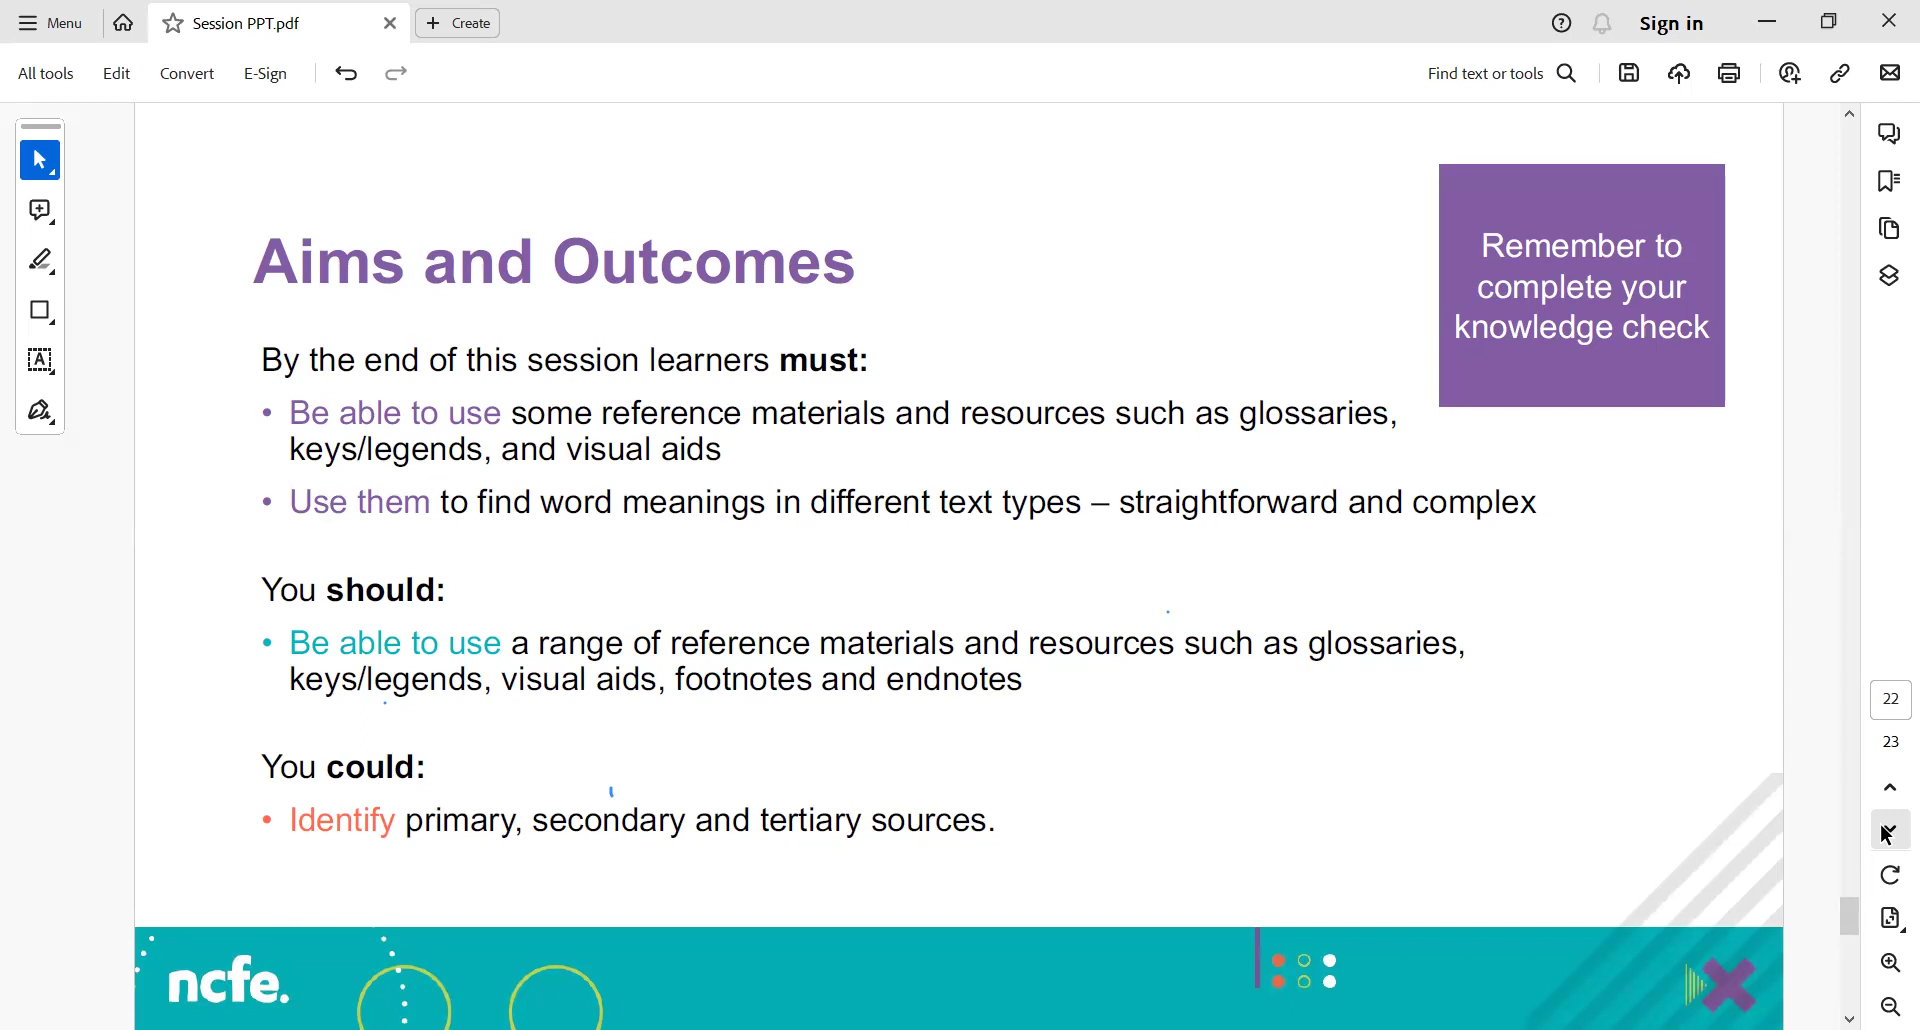 Menu
Session PPT.pdf
Create
Sign in
All tools
Edit
Convert
E-Sign
Find text or tools
Remember to
complete your
knowledge check
Aims and Outcomes
By the end of this session learners must:
• Be able to use some reference materials and resources such as glossaries,
keys/legends, and visual aids
• Use them to find word meanings in different text types – straightforward and complex
You should:
• Be able to use a range of reference materials and resources such as glossaries,
keys/legends, visual aids, footnotes and endnotes
You could:
• Identify primary, secondary and tertiary sources.
22
23
ncfe.